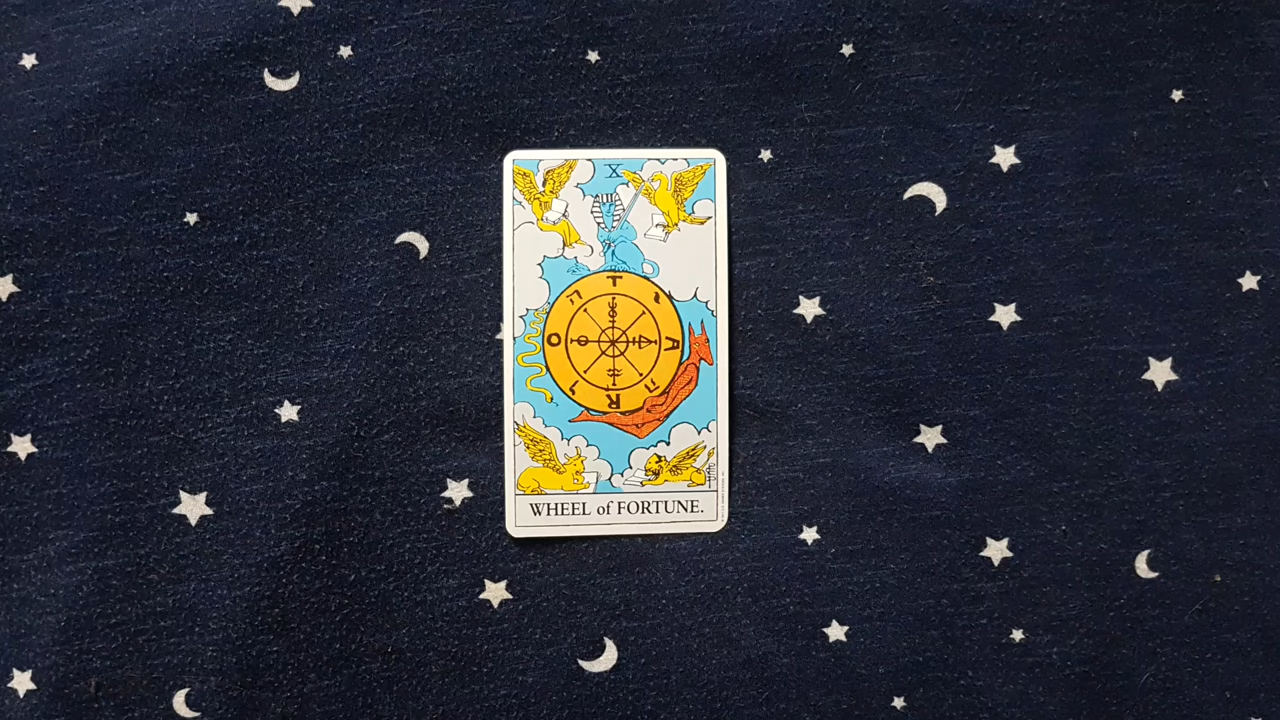 X
T
ה י
O A
ו ה
R
WHEEL of FORTUNE.